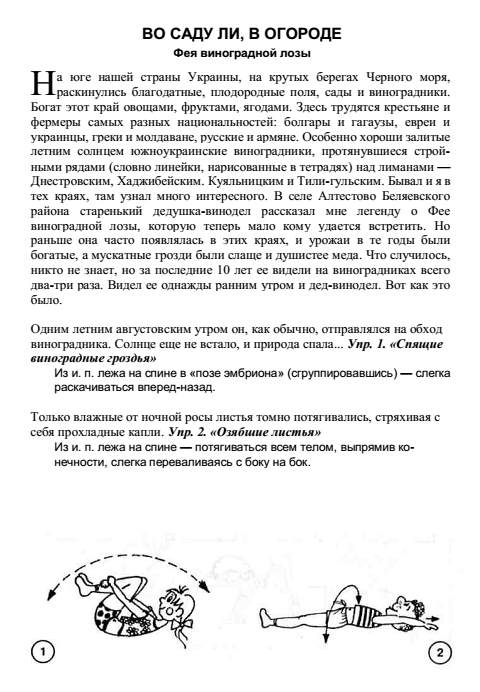 ВО САДУ ЛИ, В ОГОРОДЕ
Фея виноградной лозы
На юге нашей страны Украины, на крутых берегах Черного моря,
раскинулись благодатные, плодородные поля, сады и виноградники.
Богат этот край овощами, фруктами, ягодами. Здесь трудятся крестьяне и
фермеры самых разных национальностей: болгары и гагаузы, евреи и
украинцы, греки и молдаване, русские и армяне. Особенно хороши залитые
летним солнцем южноукраинские виноградники, протянувшиеся строй-
ными рядами (словно линейки, нарисованные в тетрадях) над лиманами —
Днестровским, Хаджибейским. Куяльницким и Тили-гульским. Бывал и я в
тех краях, там узнал много интересного. В селе Алтестово Беляевского
района старенький дедушка-винодел рассказал мне легенду о Фее
виноградной лозы, которую теперь мало кому удается встретить. Но
раньше она часто появлялась в этих краях, и урожаи в те годы были
богатые, а мускатные грозди были слаще и душистее меда. Что случилось,
никто не знает, но за последние 10 лет ее видели на виноградниках всего
два-три раза. Видел ее однажды ранним утром и дед-винодел. Вот как это
было.
Одним летним августовским утром он, как обычно, отправлялся на обход
виноградника. Солнце еще не встало, и природа спала... Упр. 1. «Спящие
виноградные гроздья»
Из и. п. лежа на спине в «позе эмбриона» (сгруппировавшись) — слегка
раскачиваться вперед-назад.
Только влажные от ночной росы листья томно потягивались, стряхивая с
себя прохладные капли. Упр. 2. «Озябшие листья»
Из и. п. лежа на спине — потягиваться всем телом, выпрямив ко-
нечности, слегка переваливаясь с боку на бок.
1
2